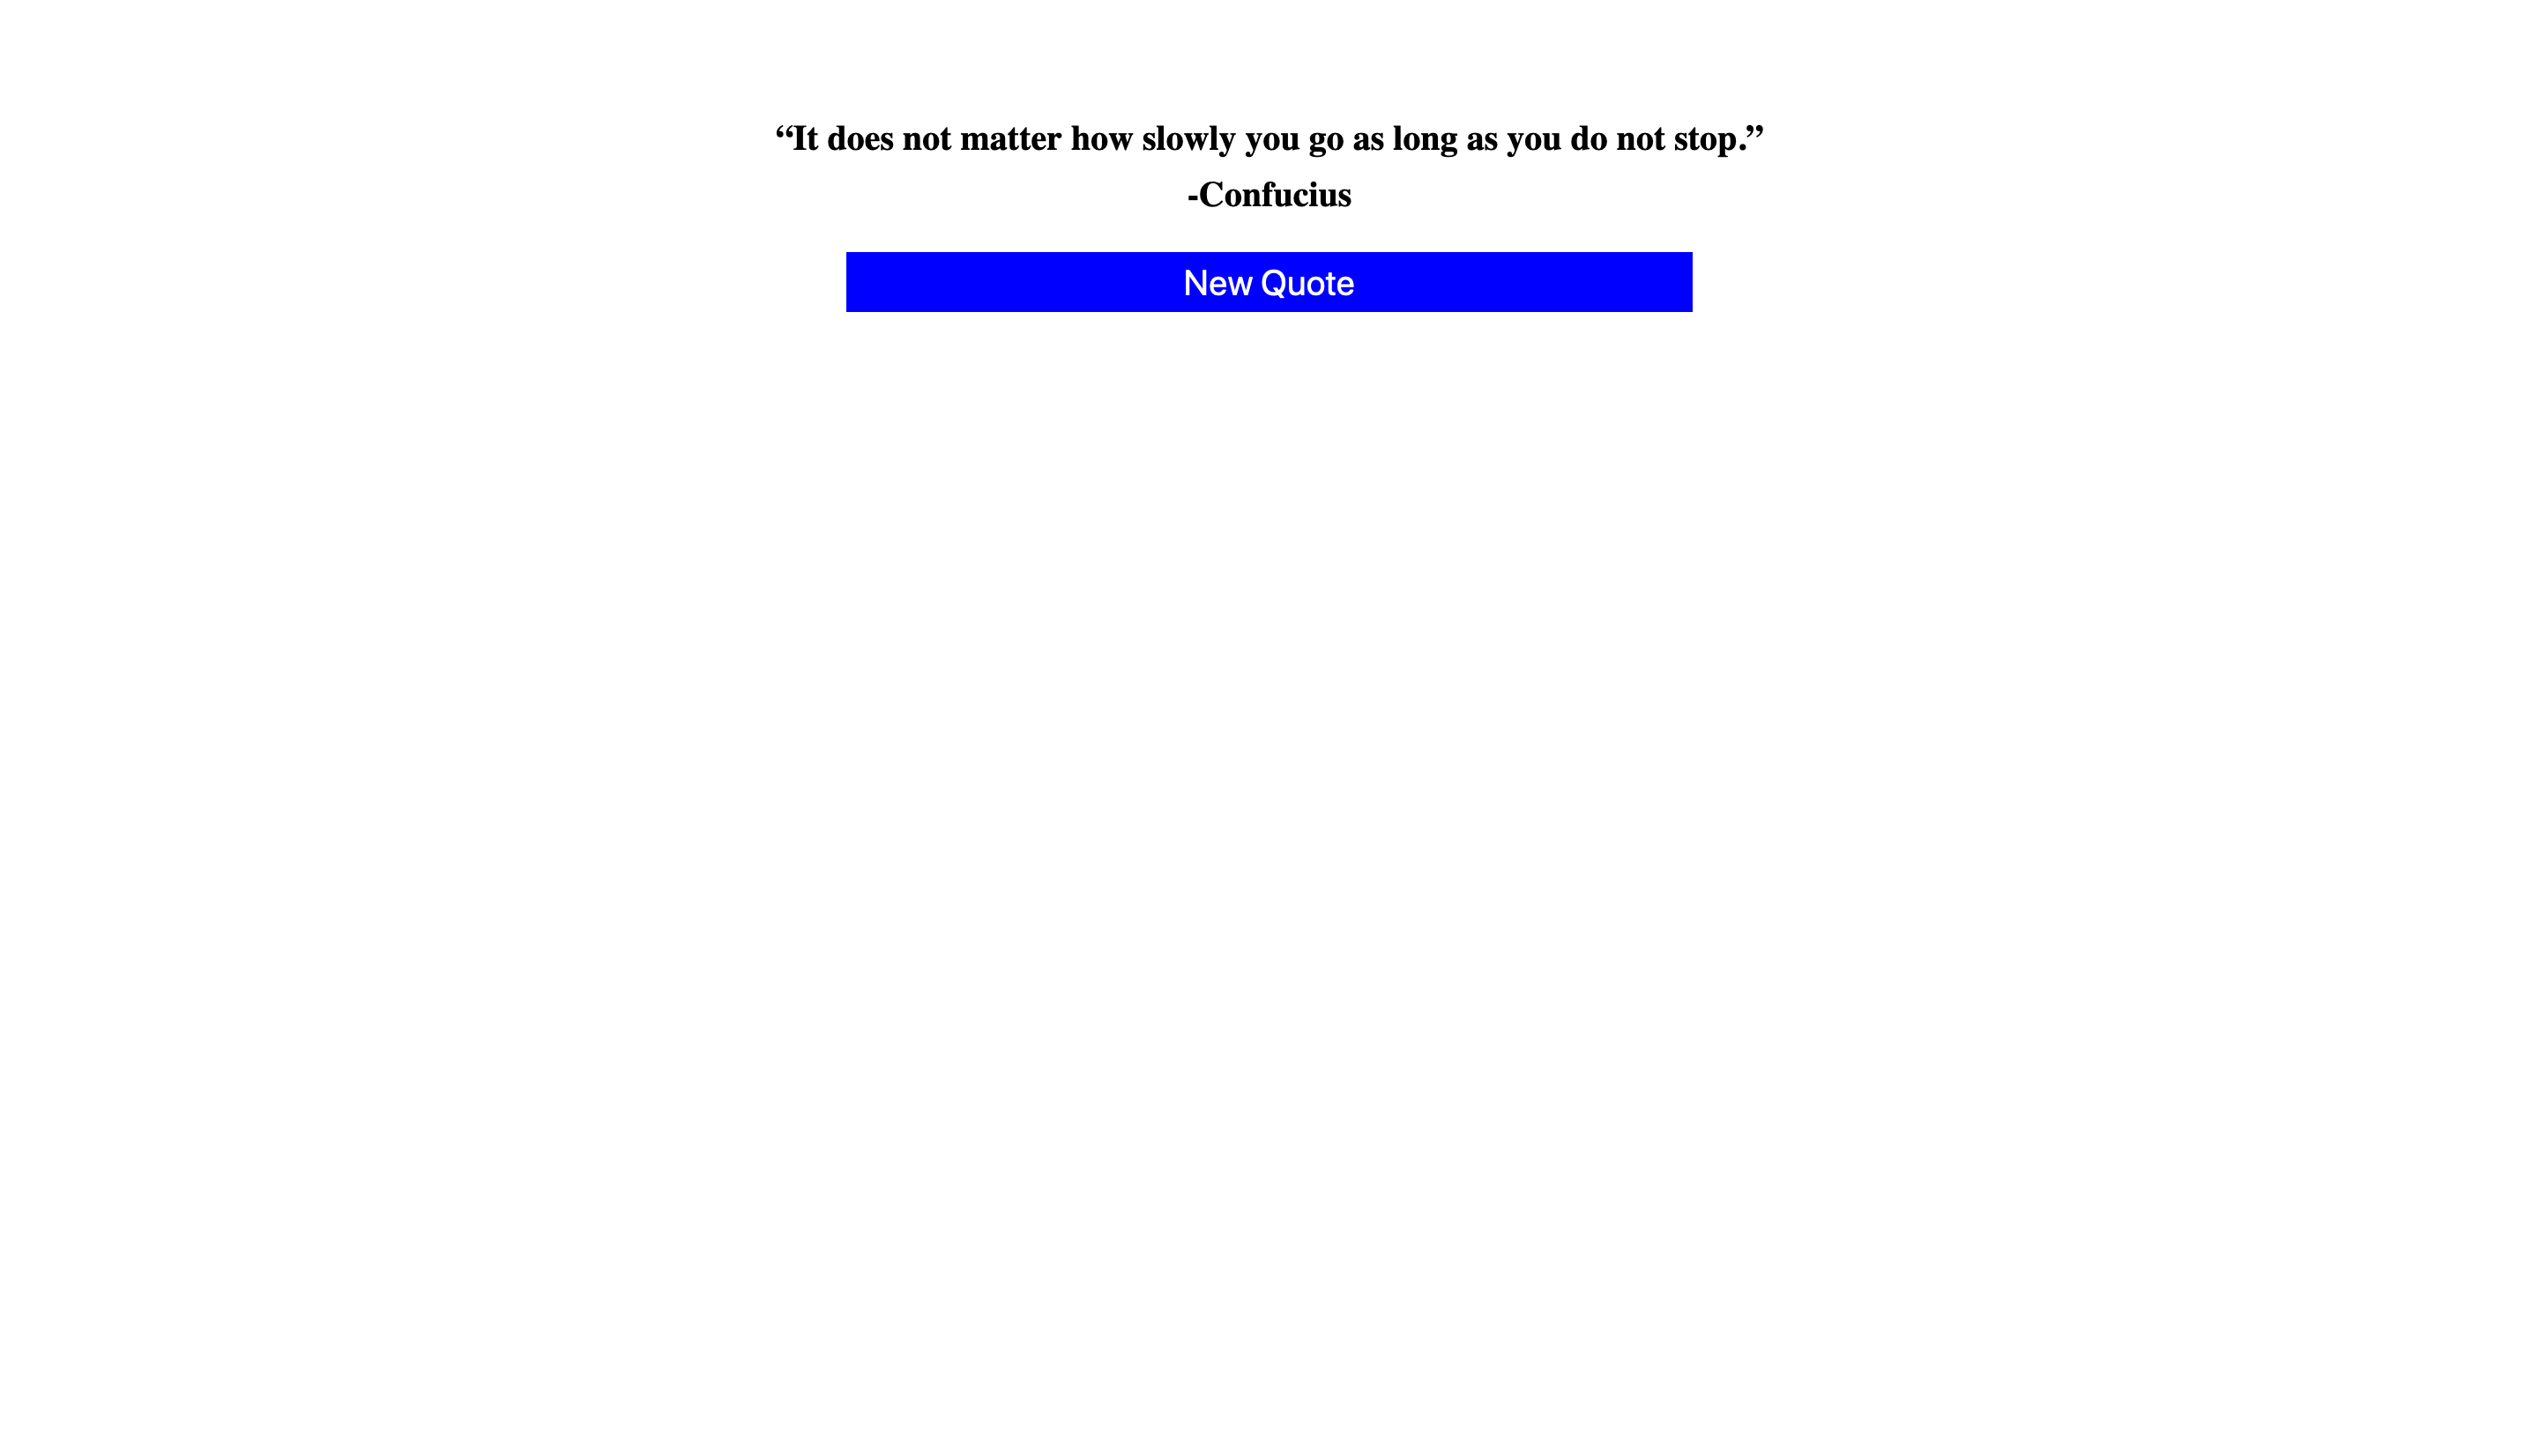 “It does not matter how slowly you go as long as you do not stop.”
-Confucius
New Quote